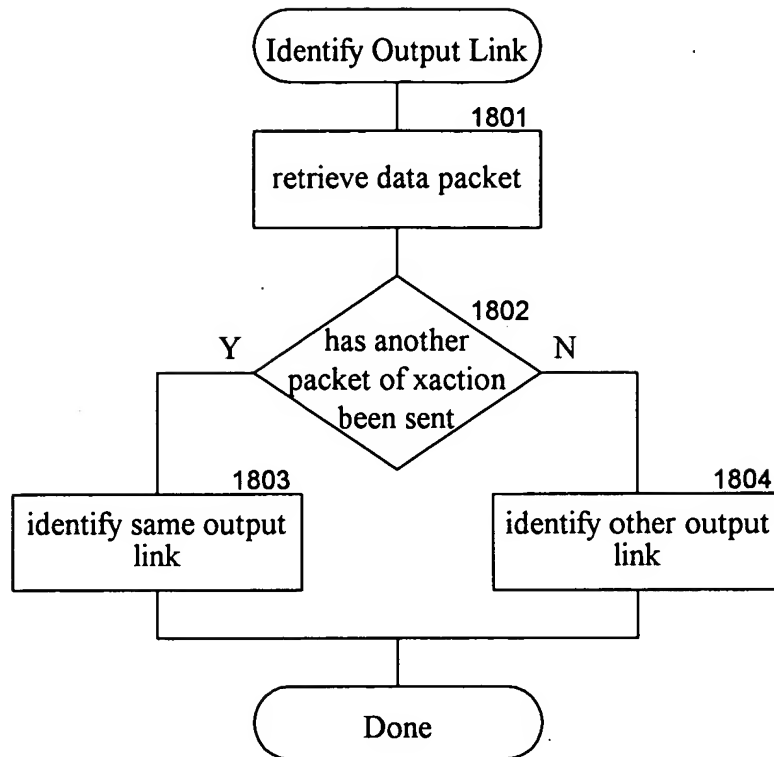 Identify Output Link
1801
retrieve data packet
1802
Y
N
has another
packet of xaction
been sent
1803
1804
identify same output
link
identify other output
link
Done